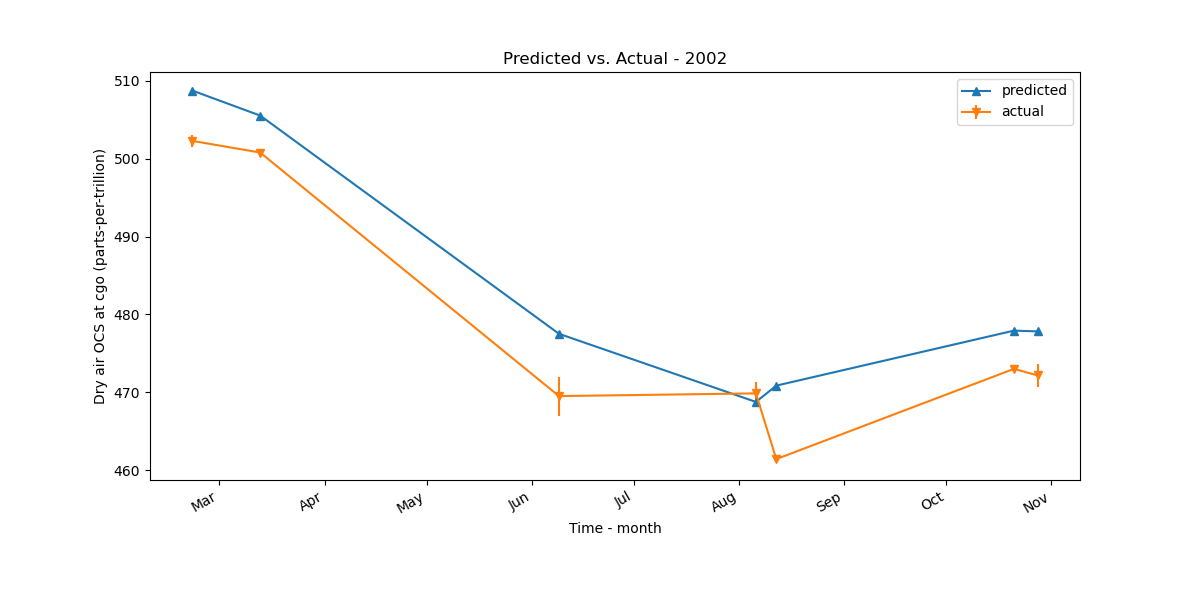 Predicted vs. Actual - 2002
predicted
actual
Dry air OCS at cgo (parts-per-trillion)
510
500
490
480
470
460
Mar
Apr
May
Jun
Jul
Aug
Sep
Oct
Nov
Time - month